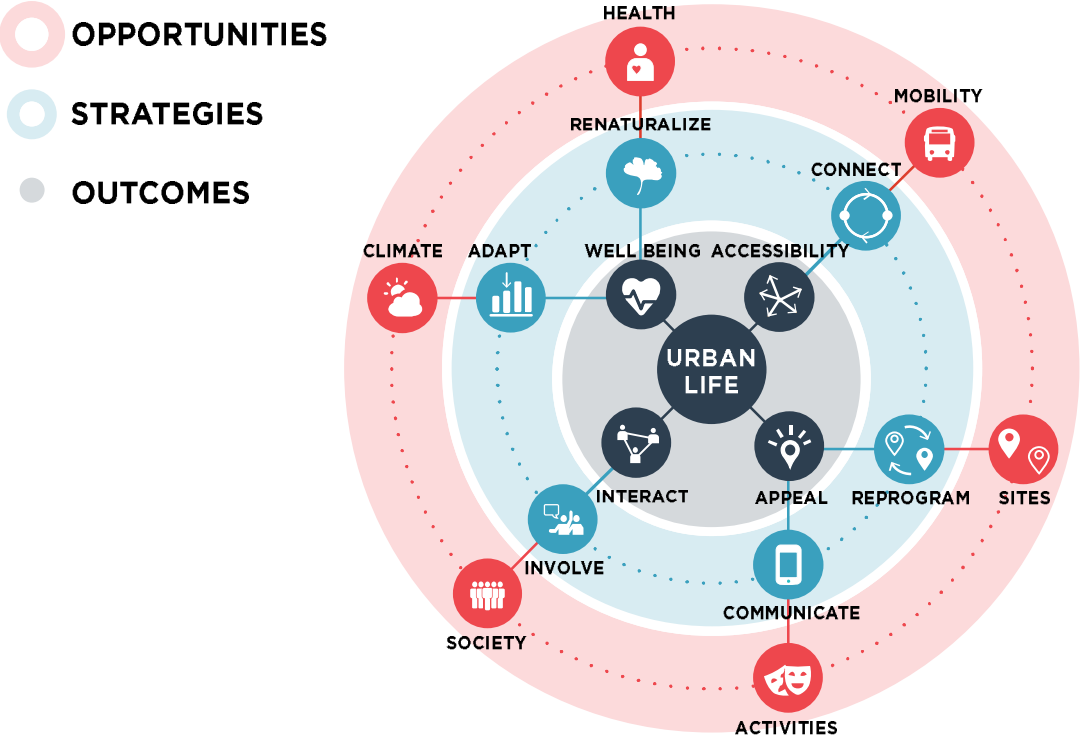 OPPORTUNITIES
STRATEGIES
OUTCOMES
HEALTH
MOBILITY
RENATURALIZE
CONNECT
CLIMATE
ADAPT
WELL BEING
ACCESSIBILITY
URBAN
LIFE
INTERACT
APPEAL
REPROGRAM
SITES
INVOLVE
COMMUNICATE
SOCIETY
ACTIVITIES